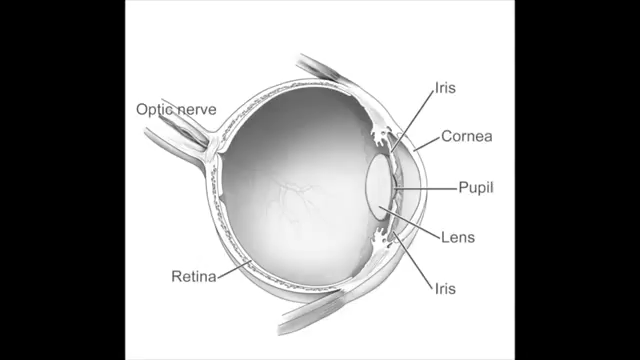 Iris
Optic nerve
Cornea
Pupil
Lens
Retina
Iris